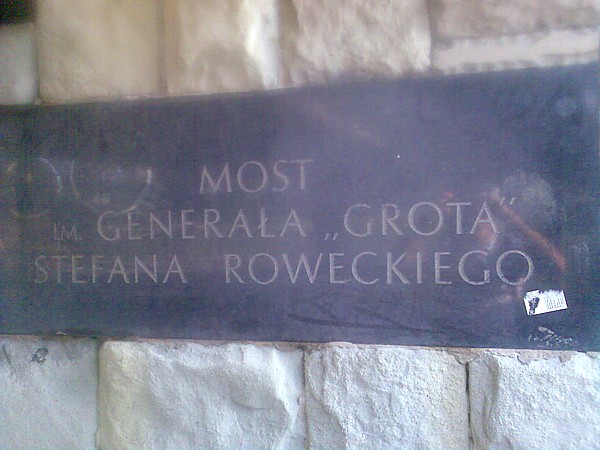 MOST
IM. GENERAŁA „GROTA”
STEFANA ROWECKIEGO